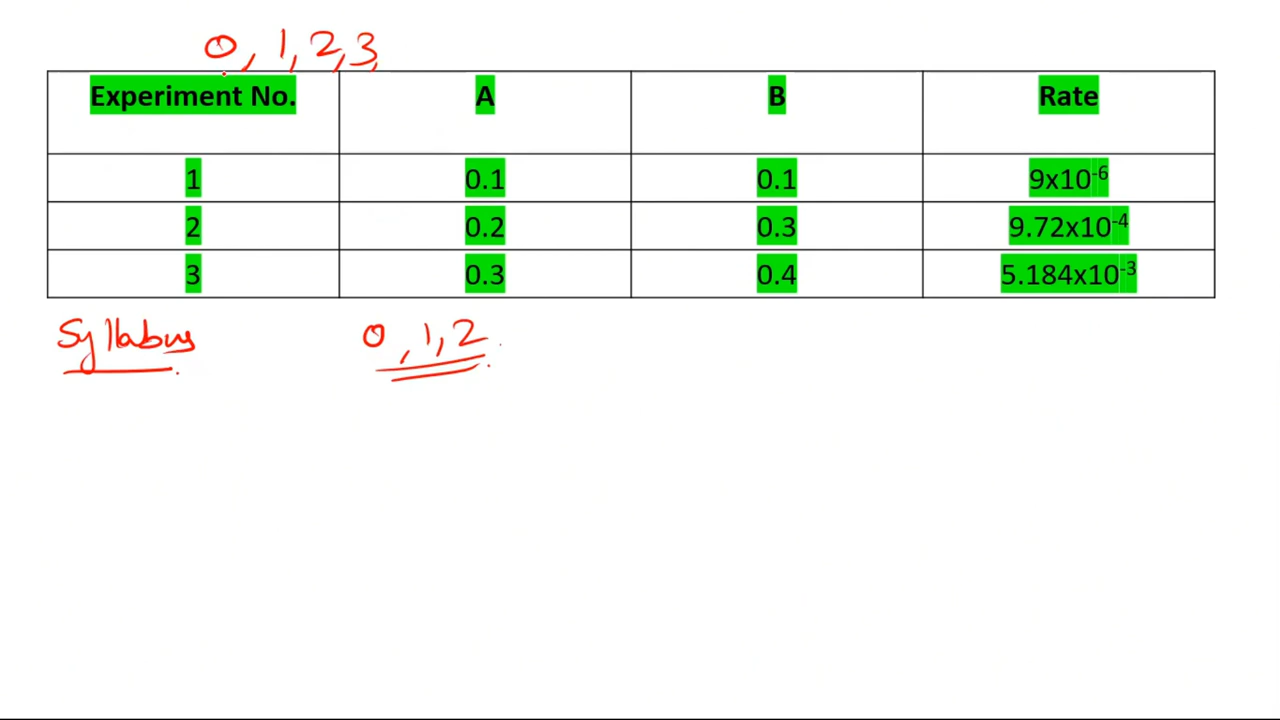 0, 1, 2, 3,
Experiment No. A B Rate
1 0.1 0.1 9x10⁻⁶
2 0.2 0.3 9.72x10⁻⁴
3 0.3 0.4 5.184x10⁻³
Syllabus 0, 1, 2